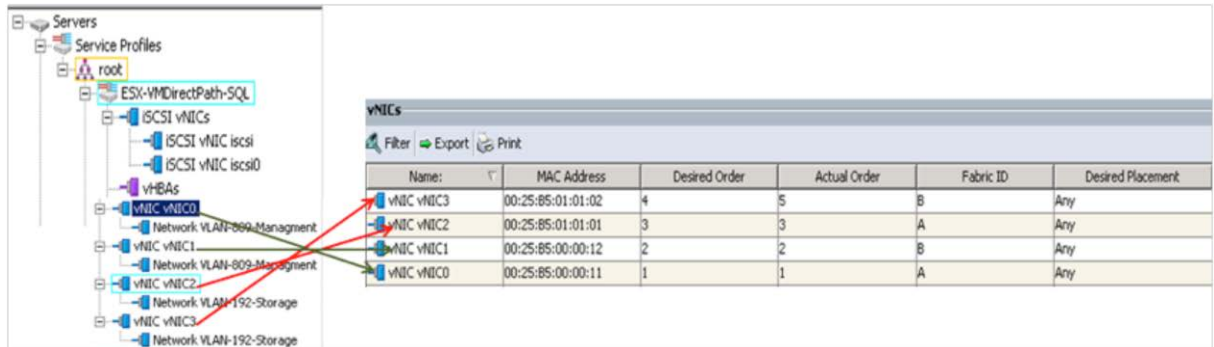 Servers
Service Profiles
root
ESX-VMDirectPath-SQL
iSCSI vNICs
iSCSI vNIC iscsi
iSCSI vNIC iscsi0
vHBAs
vNIC vNIC0
Network VLAN-809-Managment
vNIC vNIC1
Network VLAN-809-Managment
vNIC vNIC2
Network VLAN-192-Storage
vNIC vNIC3
Network VLAN-192-Storage
vNICs
Filter Export Print
Name: MAC Address Desired Order Actual Order Fabric ID Desired Placement
vNIC vNIC3 00:25:B5:01:01:02 4 5 B Any
vNIC vNIC2 00:25:B5:01:01:01 3 3 A Any
vNIC vNIC1 00:25:B5:00:00:12 2 2 B Any
vNIC vNIC0 00:25:B5:00:00:11 1 1 A Any